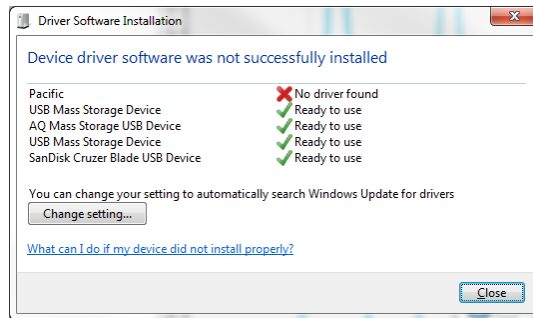 Driver Software Installation
Device driver software was not successfully installed
Pacific No driver found
USB Mass Storage Device Ready to use
AQ Mass Storage USB Device Ready to use
USB Mass Storage Device Ready to use
SanDisk Cruzer Blade USB Device Ready to use
You can change your setting to automatically search Windows Update for drivers
Change setting...
What can I do if my device did not install properly?
Close